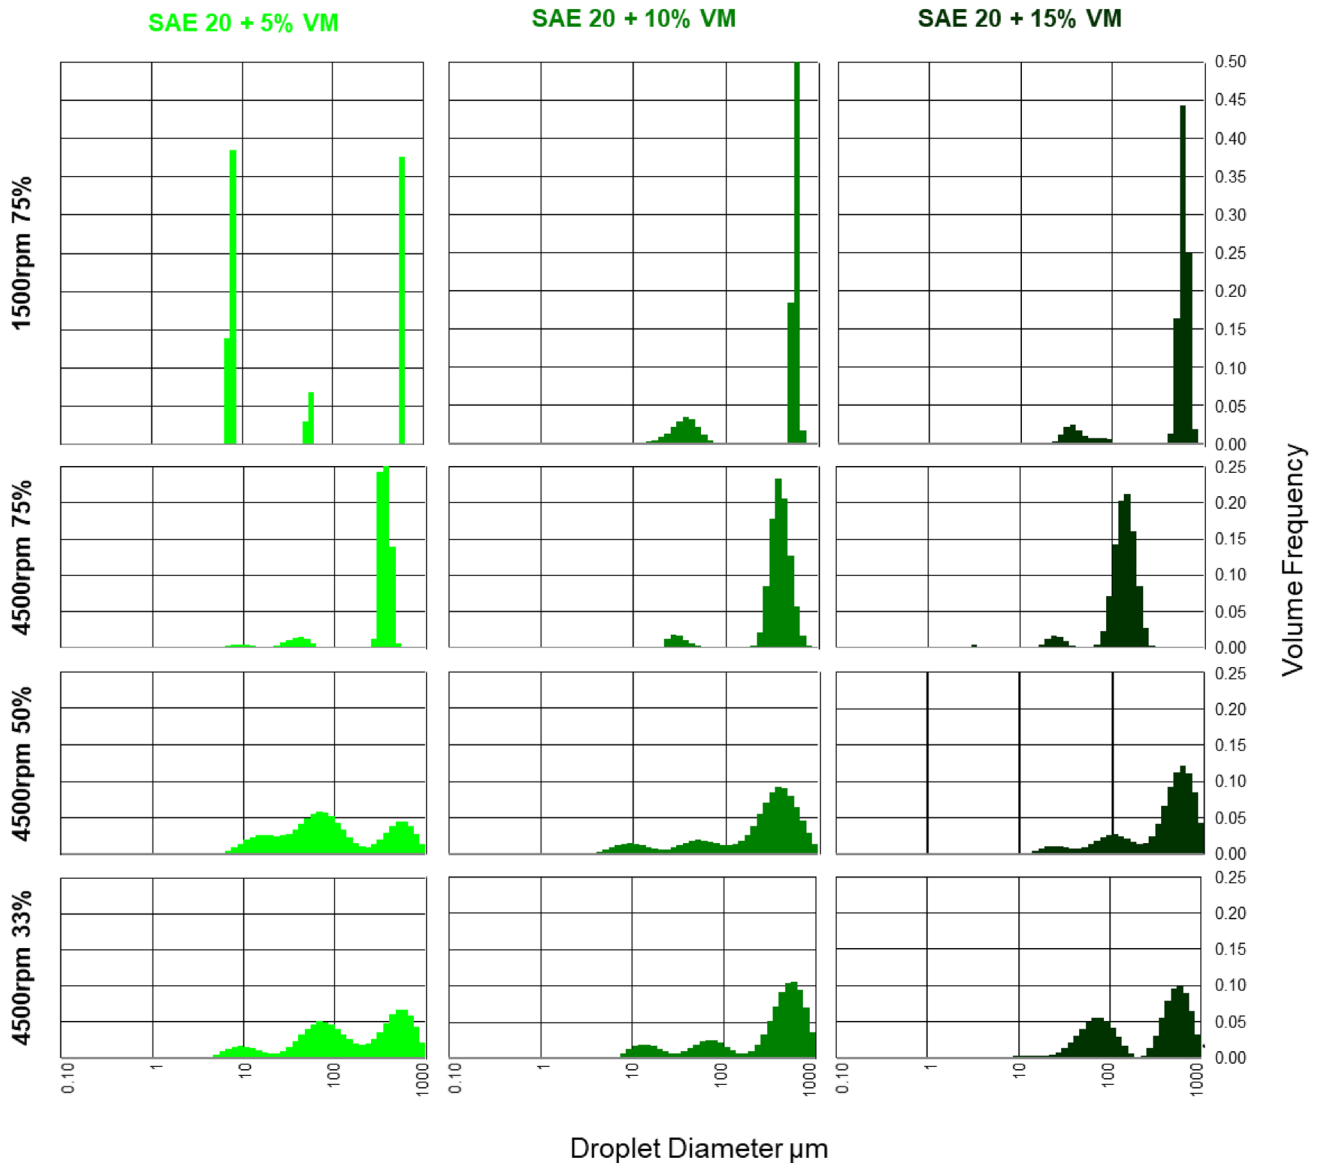 SAE 20 + 5% VM
SAE 20 + 10% VM
SAE 20 + 15% VM
1500rpm 75%
0.50
0.45
0.40
0.35
0.30
0.25
0.20
0.15
0.10
0.05
0.00
4500rpm 75%
0.25
0.20
0.15
0.10
0.05
0.00
4500rpm 50%
0.25
0.20
0.15
0.10
0.05
0.00
4500rpm 33%
0.25
0.20
0.15
0.10
0.05
0.00
Volume Frequency
0.10 1 10 100 1000
0.10 1 10 100 1000
0.10 1 10 100 1000
Droplet Diameter µm